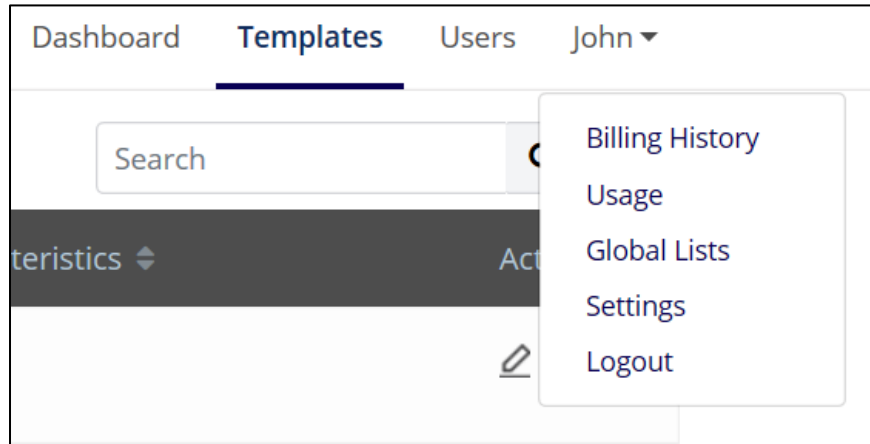 Dashboard Templates Users John
Search
Billing History
Usage
Global Lists
Settings
Logout
teristics Act